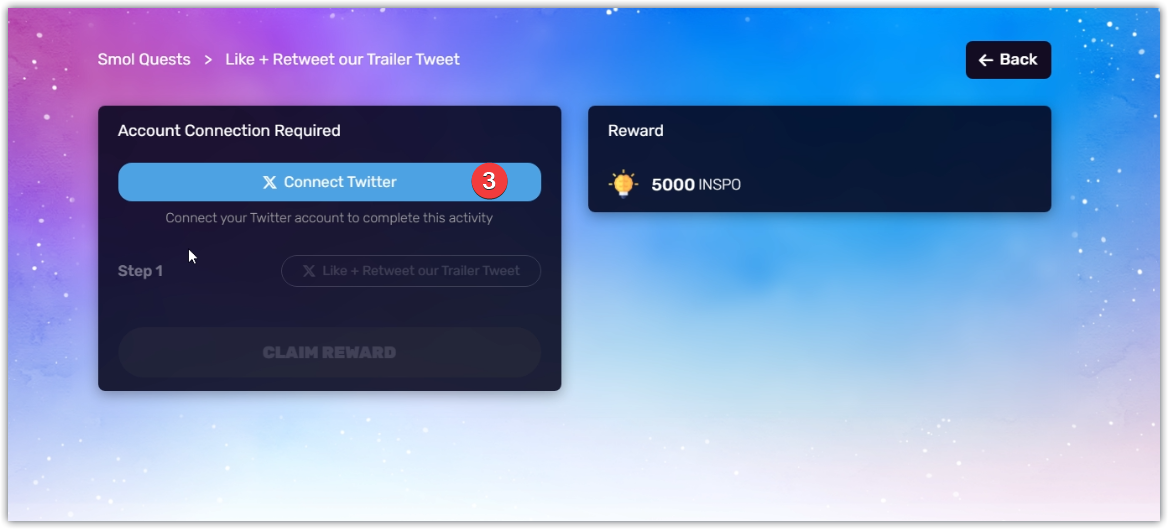 Smol Quests > Like + Retweet our Trailer Tweet
← Back
Account Connection Required
Connect Twitter
3
Connect your Twitter account to complete this activity
Step 1
Like + Retweet our Trailer Tweet
CLAIM REWARD
Reward
5000 INSPO